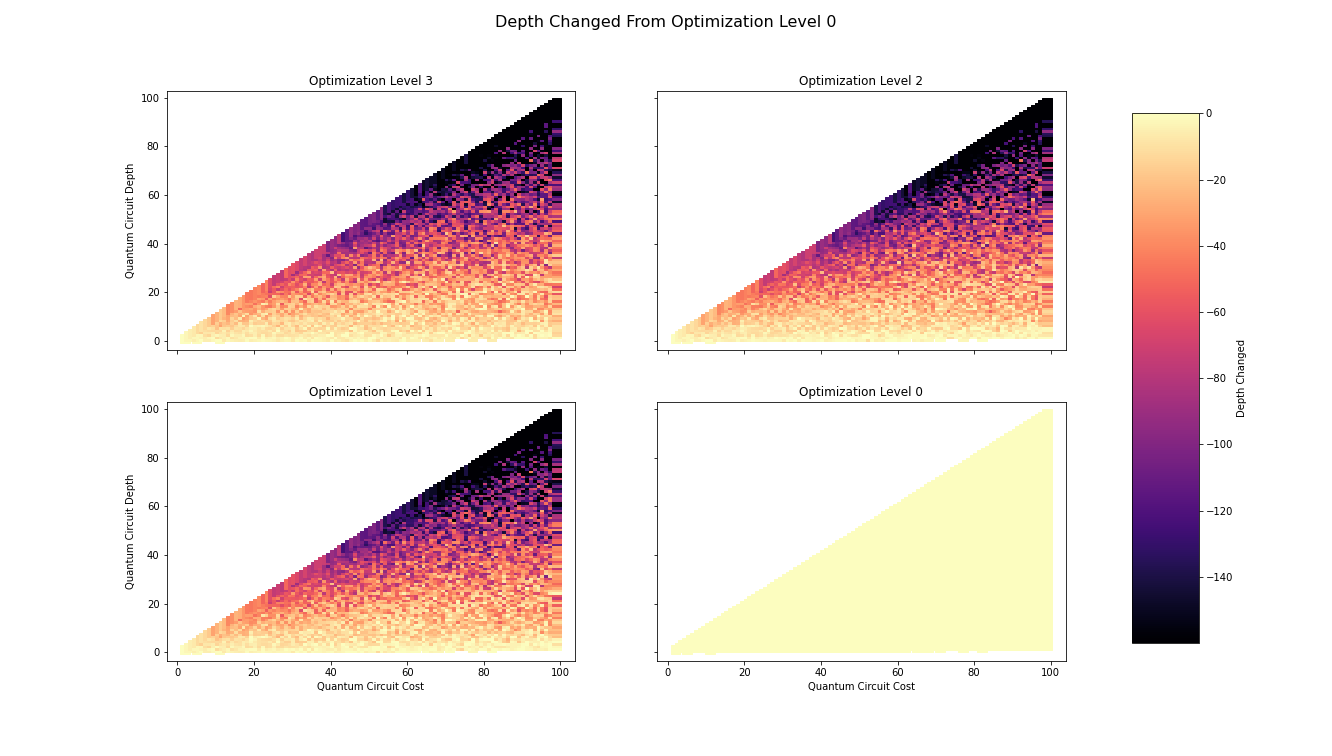 Depth Changed From Optimization Level 0
Optimization Level 3
Optimization Level 2
100
80
60
40
20
0
Quantum Circuit Depth
Optimization Level 1
Optimization Level 0
100
80
60
40
20
0
Quantum Circuit Depth
0 20 40 60 80 100
Quantum Circuit Cost
0 20 40 60 80 100
Quantum Circuit Cost
0
−20
−40
−60
−80
−100
−120
−140
Depth Changed